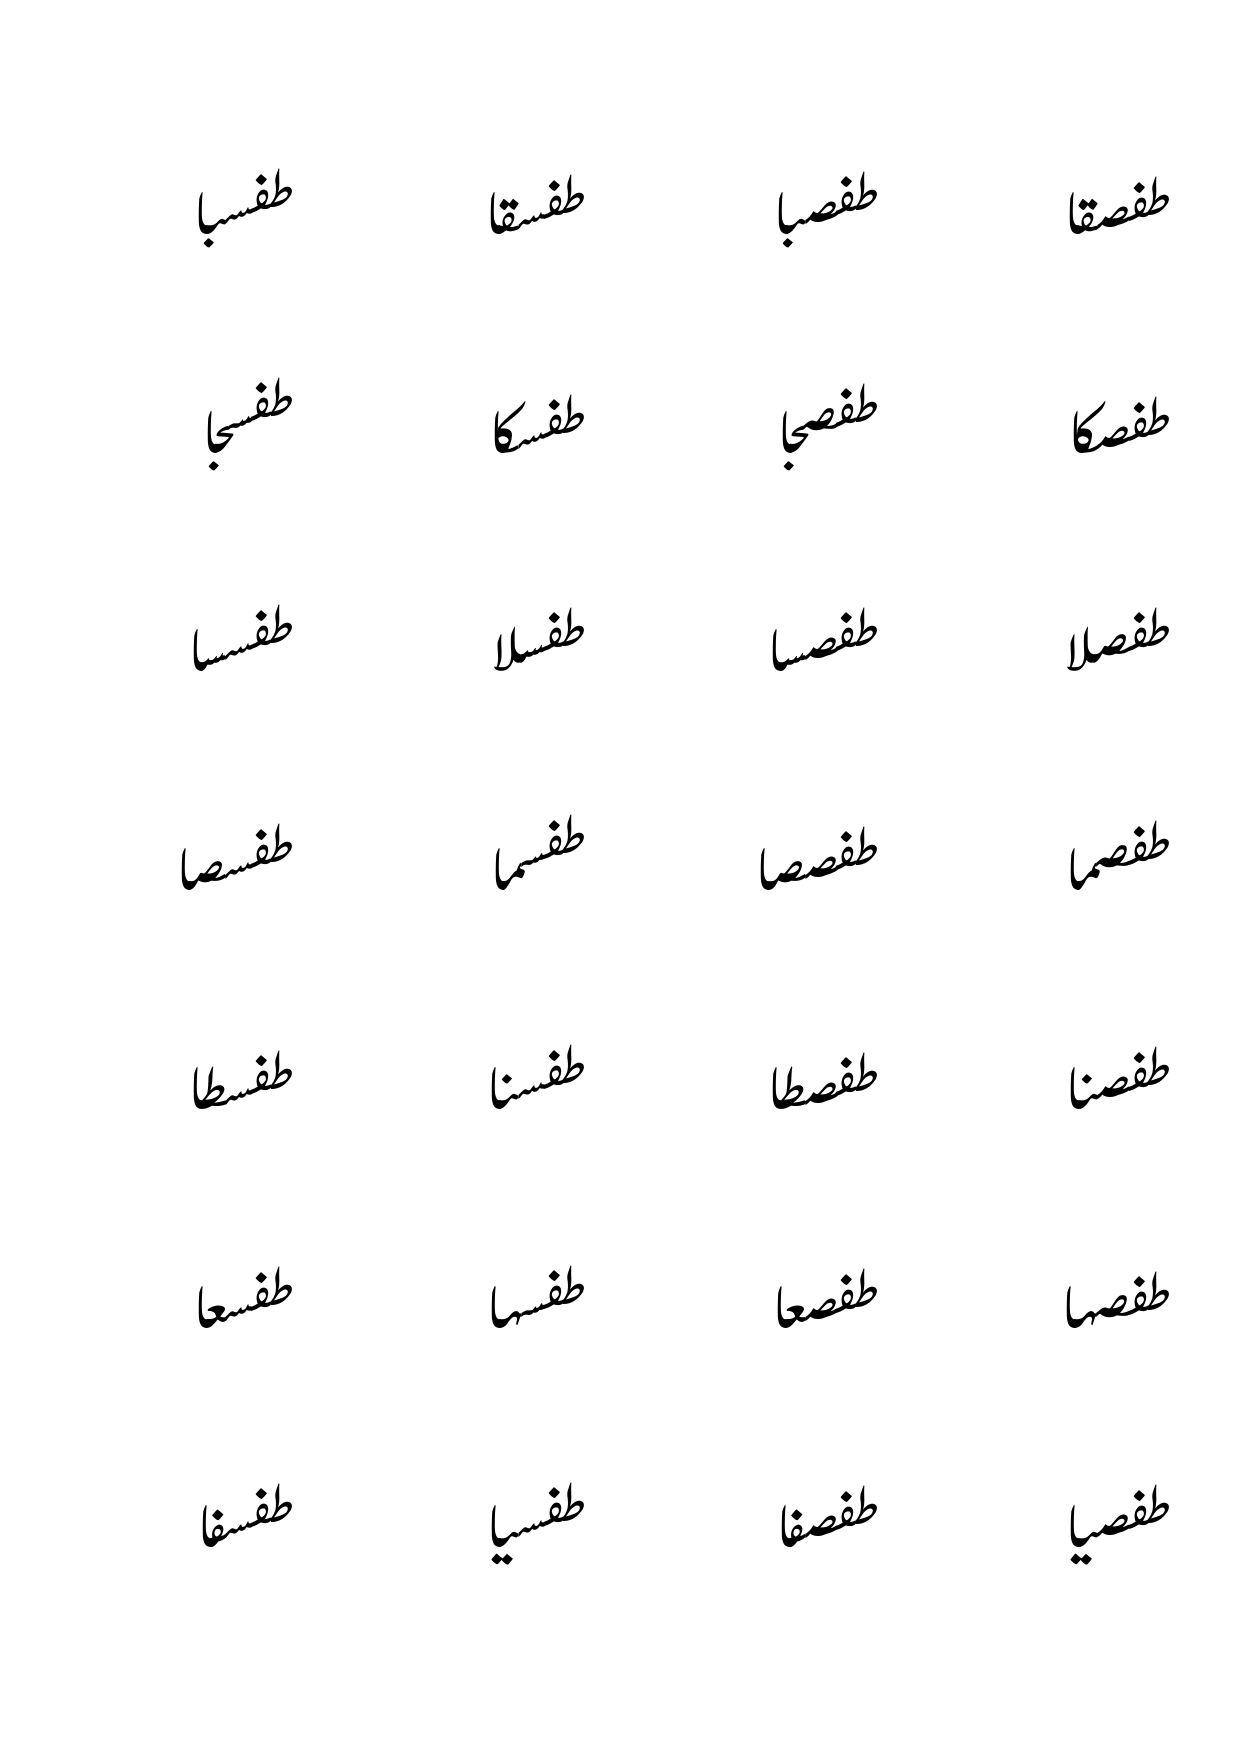 طفصقا طفصبا طفسقا طفسبا
طفصكا طفصجا طفسكا طفسجا
طفصلا طفصسا طفسلا طفسسا
طفصما طفصصا طفسما طفسصا
طفصنا طفصطا طفسنا طفسطا
طفصها طفصعا طفسها طفسعا
طفصيا طفصفا طفسيا طفسفا